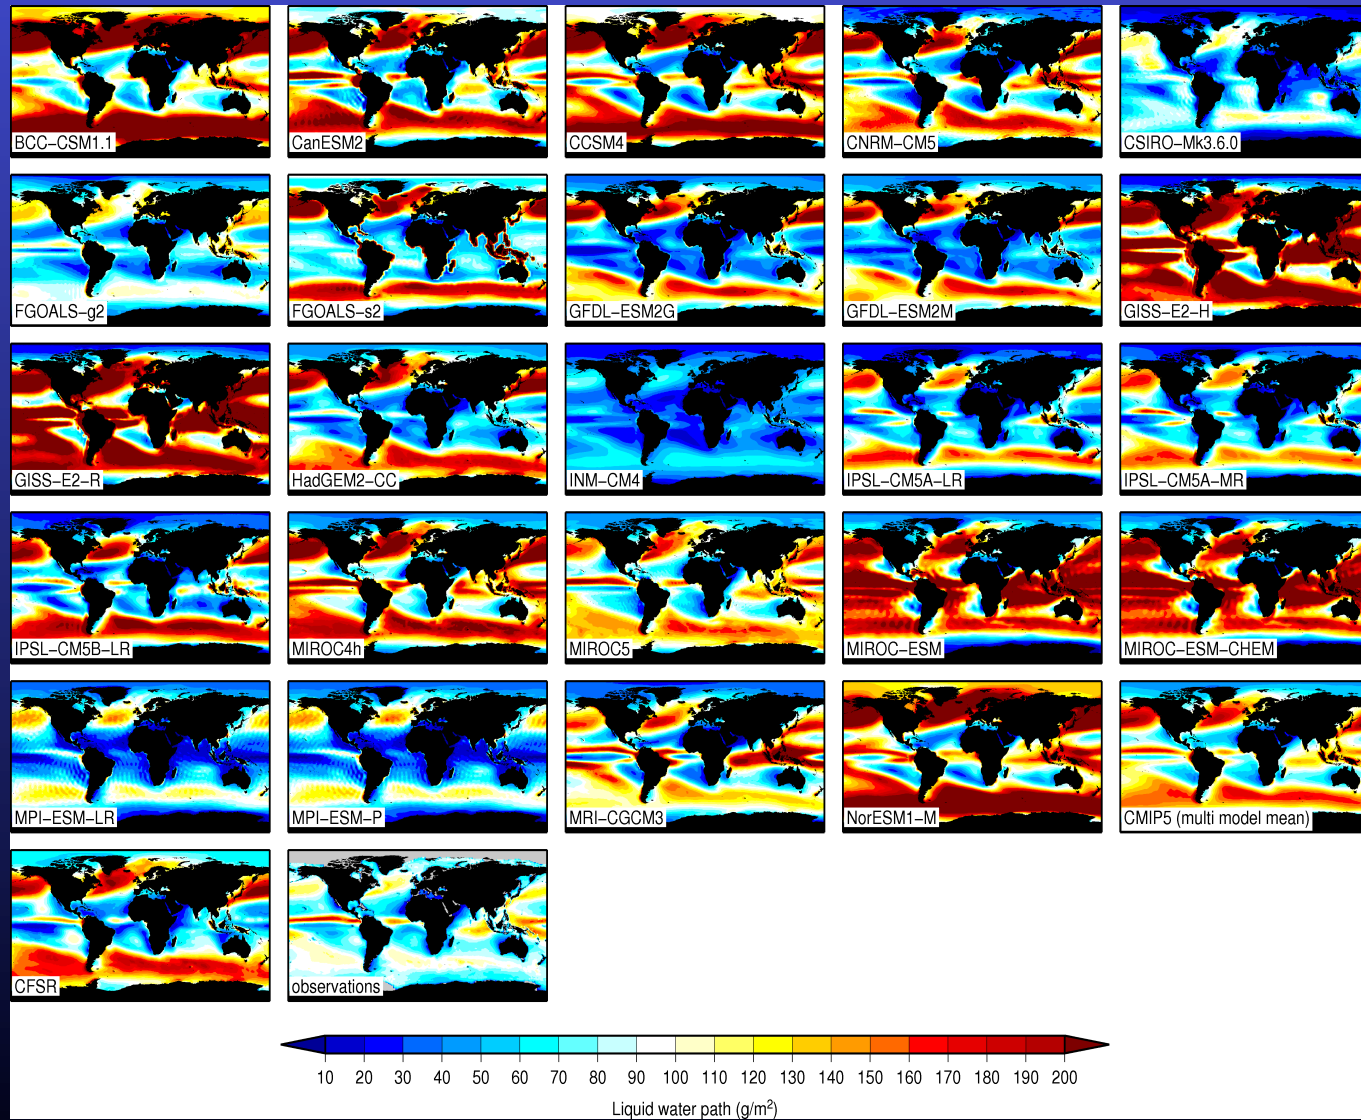 BCC−CSM1.1
CanESM2
CCSM4
CNRM−CM5
CSIRO−Mk3.6.0
FGOALS−g2
FGOALS−s2
GFDL−ESM2G
GFDL−ESM2M
GISS−E2−H
GISS−E2−R
HadGEM2−CC
INM−CM4
IPSL−CM5A−LR
IPSL−CM5A−MR
IPSL−CM5B−LR
MIROC4h
MIROC5
MIROC−ESM
MIROC−ESM−CHEM
MPI−ESM−LR
MPI−ESM−P
MRI−CGCM3
NorESM1−M
CMIP5 (multi model mean)
CFSR
observations
10 20 30 40 50 60 70 80 90 100 110 120 130 140 150 160 170 180 190 200
Liquid water path (g/m²)